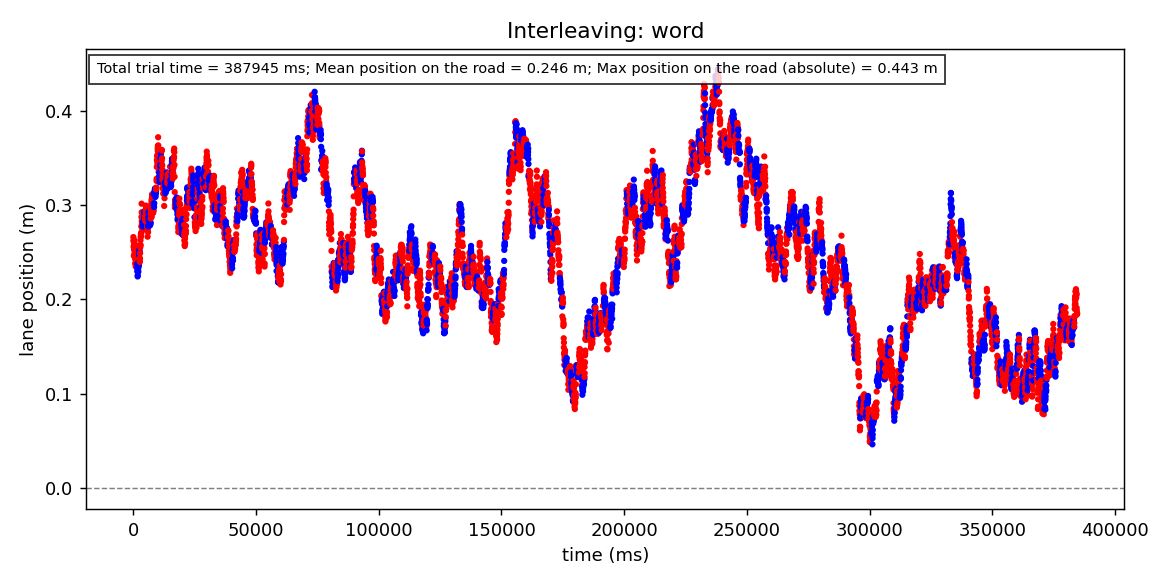 Interleaving: word
Total trial time = 387945 ms; Mean position on the road = 0.246 m; Max position on the road (absolute) = 0.443 m
lane position (m)
0.4
0.3
0.2
0.1
0.0
0 50000 100000 150000 200000 250000 300000 350000 400000
time (ms)